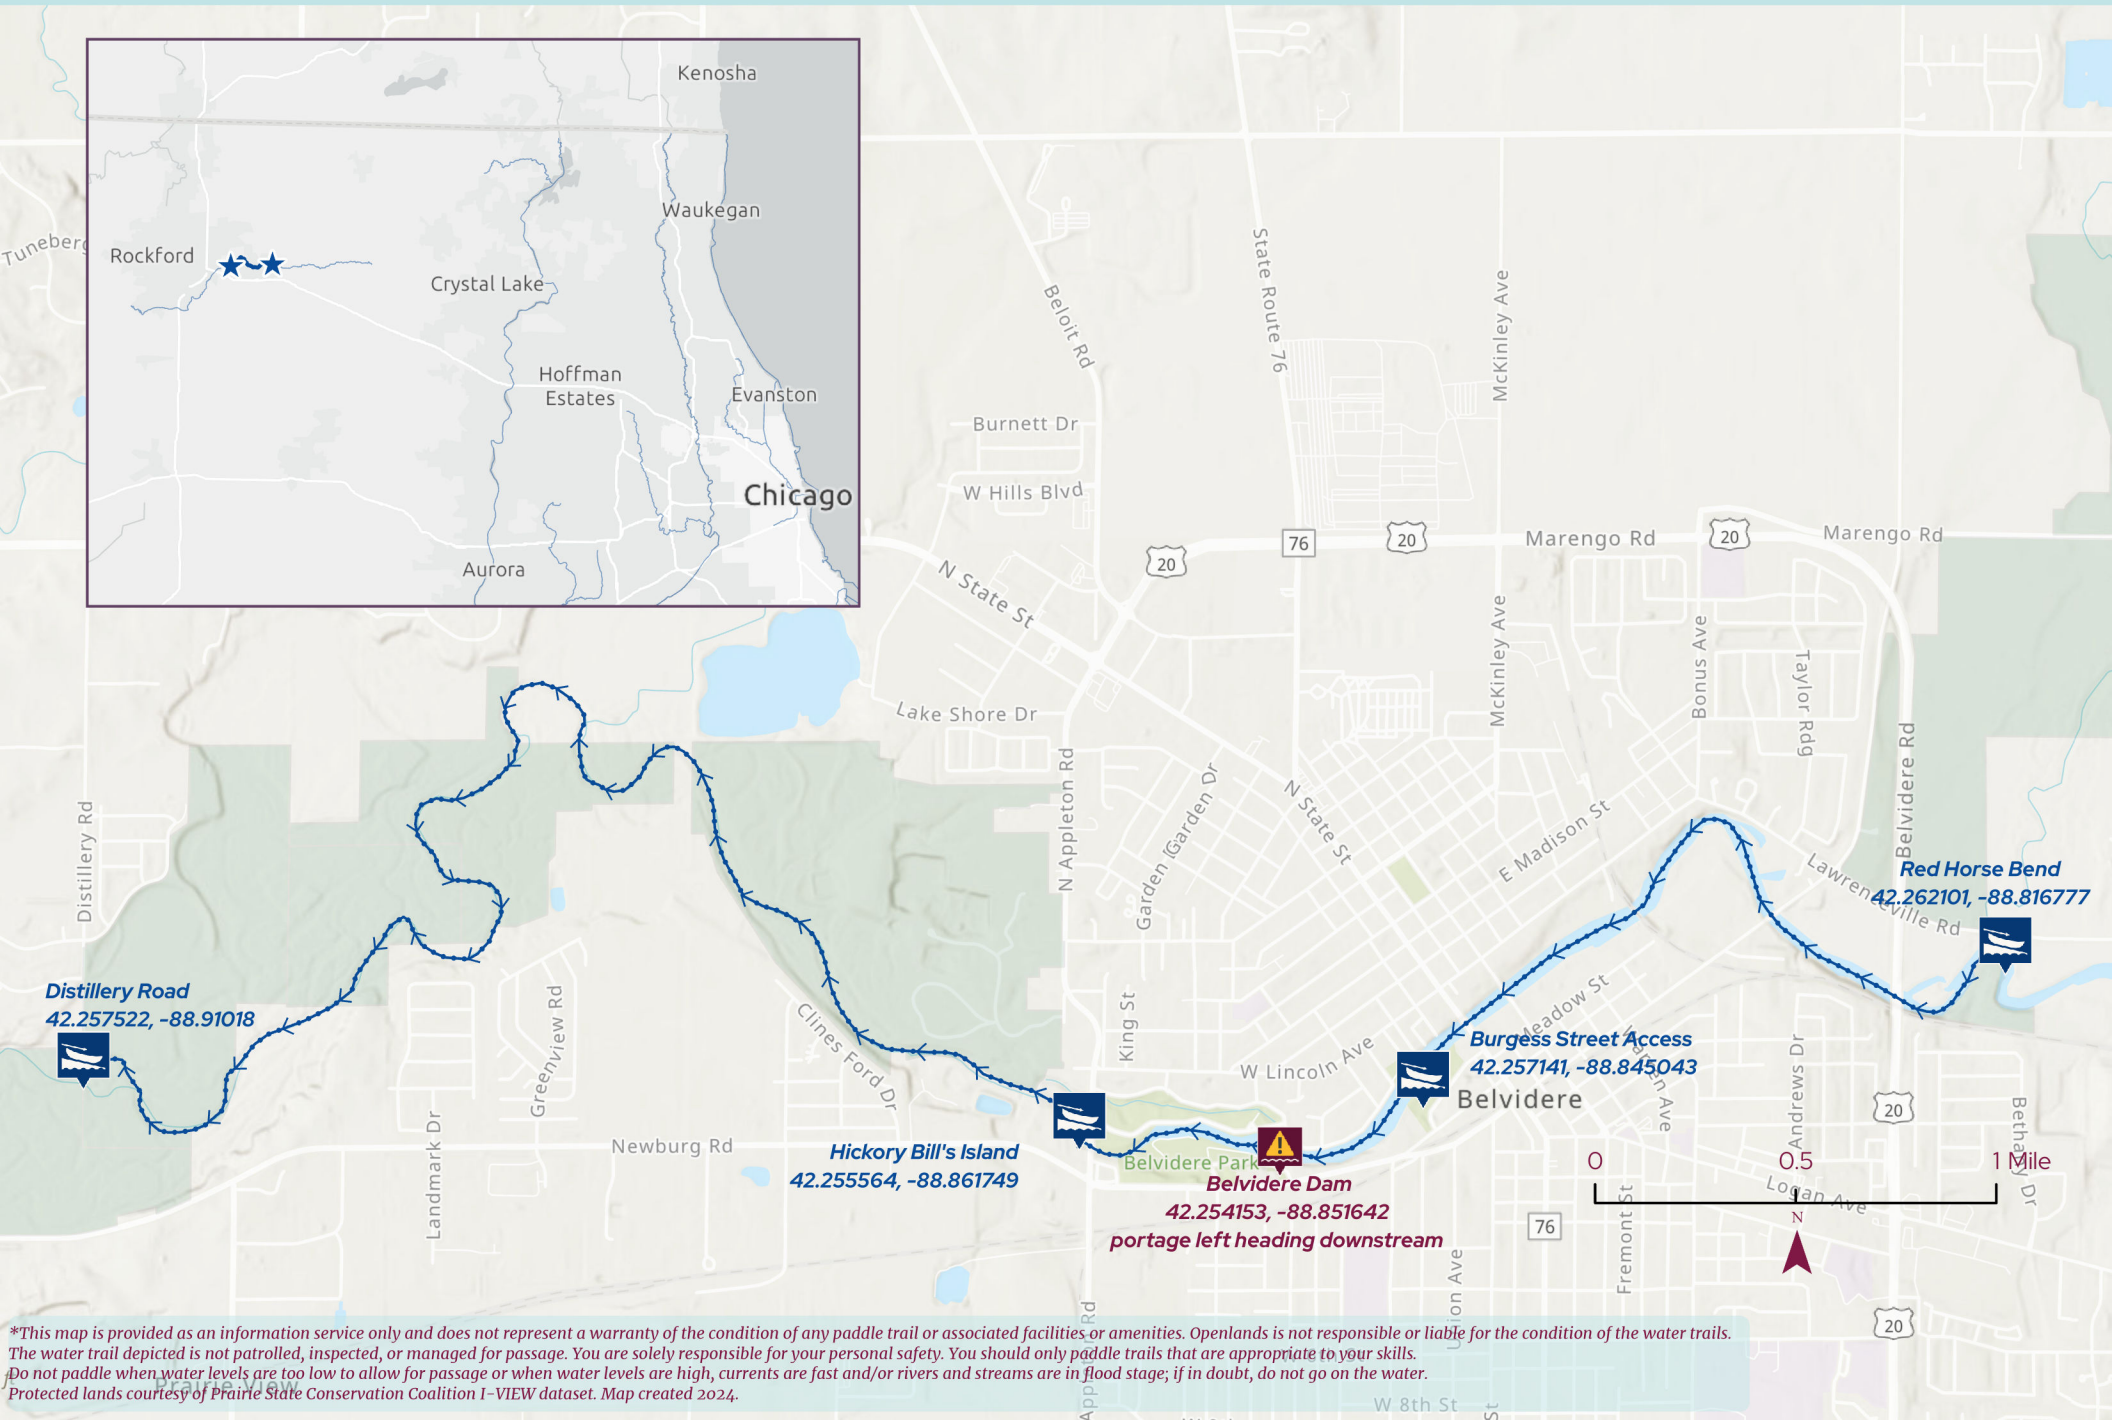 Kenosha
Waukegan
Rockford
Crystal Lake
Hoffman
Estates
Evanston
Chicago
Aurora
Beloit Rd
State Route 76
McKinley Ave
Burnett Dr
W Hills Blvd
N State St
20
76
20
Marengo Rd
20
Marengo Rd
McKinley Ave
Bonus Ave
Taylor Rdg
Belvidere Rd
Lake Shore Dr
N Appleton Rd
Garden Dr
Garden
N State St
E Madison St
Lawrenceville Rd
Red Horse Bend
42.262101, -88.816777
Distillery Rd
Distillery Road
42.257522, -88.91018
Greenview Rd
Landmark Dr
Clines Ford Dr
King St
W Lincoln Ave
Meadow St
Warren Ave
Burgess Street Access
42.257141, -88.845043
Belvidere
Andrews Dr
20
Bethany Dr
Newburg Rd
Hickory Bill's Island
42.255564, -88.861749
Belvidere Park
Belvidere Dam
42.254153, -88.851642
portage left heading downstream
0 0.5 1 Mile
Logan Ave
N
76
Fremont St
Union Ave
20
Appleton Rd
W 6th St
W 8th St
St
Prairie View
*This map is provided as an information service only and does not represent a warranty of the condition of any paddle trail or associated facilities or amenities. Openlands is not responsible or liable for the condition of the water trails.
The water trail depicted is not patrolled, inspected, or managed for passage. You are solely responsible for your personal safety. You should only paddle trails that are appropriate to your skills.
Do not paddle when water levels are too low to allow for passage or when water levels are high, currents are fast and/or rivers and streams are in flood stage; if in doubt, do not go on the water.
Protected lands courtesy of Prairie State Conservation Coalition I-VIEW dataset. Map created 2024.